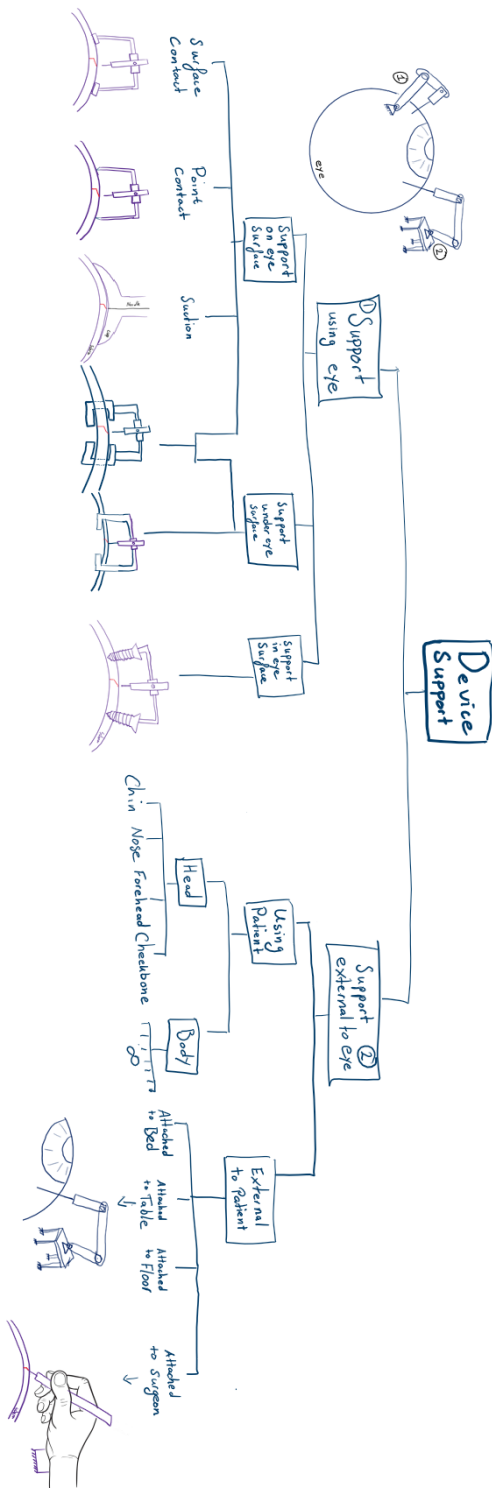 Device
Support
① Support
using eye
Support ②
external to eye
①
②
eye
Support
on eye
Surface
Support
under eye
surface
Support
in eye
Surface
Using
Patient
External
to Patient
Surface
Contact
Point
Contact
Suction
Head
Body
Chin
Nose
Forehead
Cheekbone
∞
Attached
to Bed
Attached
to Table
↓
Attached
to Floor
Attached
to Surgeon
↓